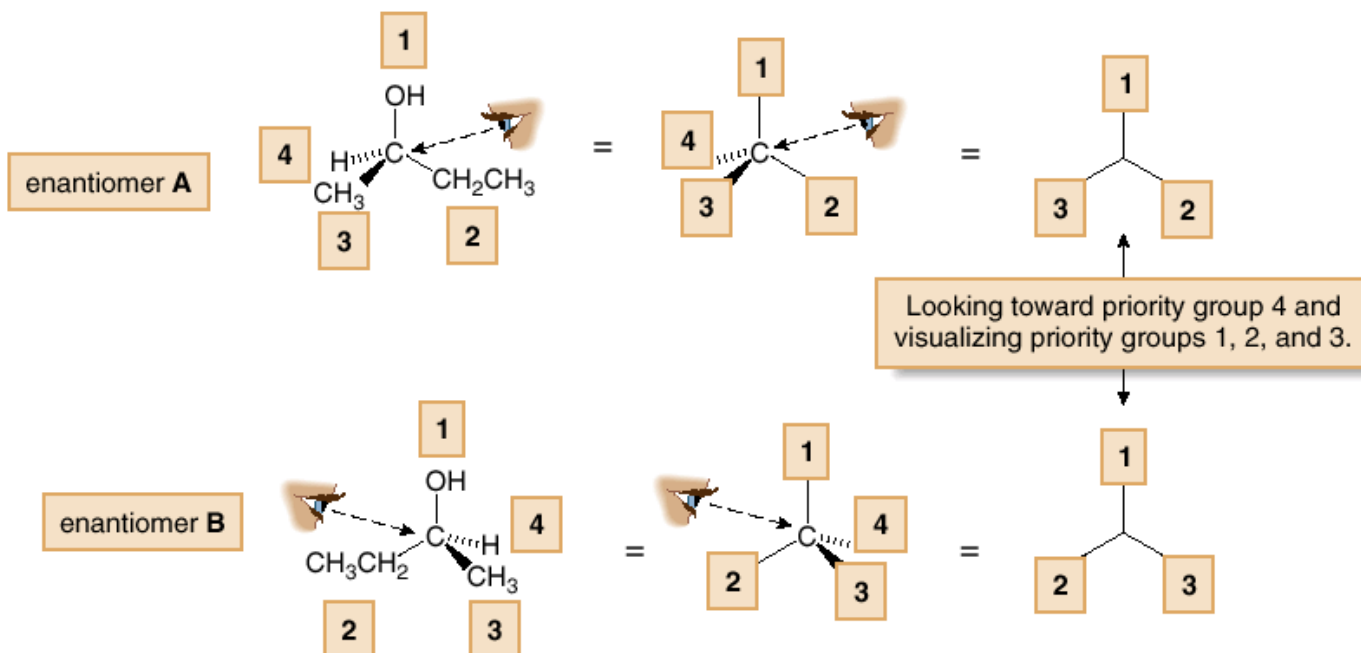 1
OH
4
H
C
CH₃
CH₂CH₃
3
2
enantiomer A
=
1
4
C
3
2
=
1
3
2
Looking toward priority group 4 and
visualizing priority groups 1, 2, and 3.
enantiomer B
1
OH
4
C
H
CH₃CH₂
CH₃
2
3
=
1
4
C
2
3
=
1
2
3